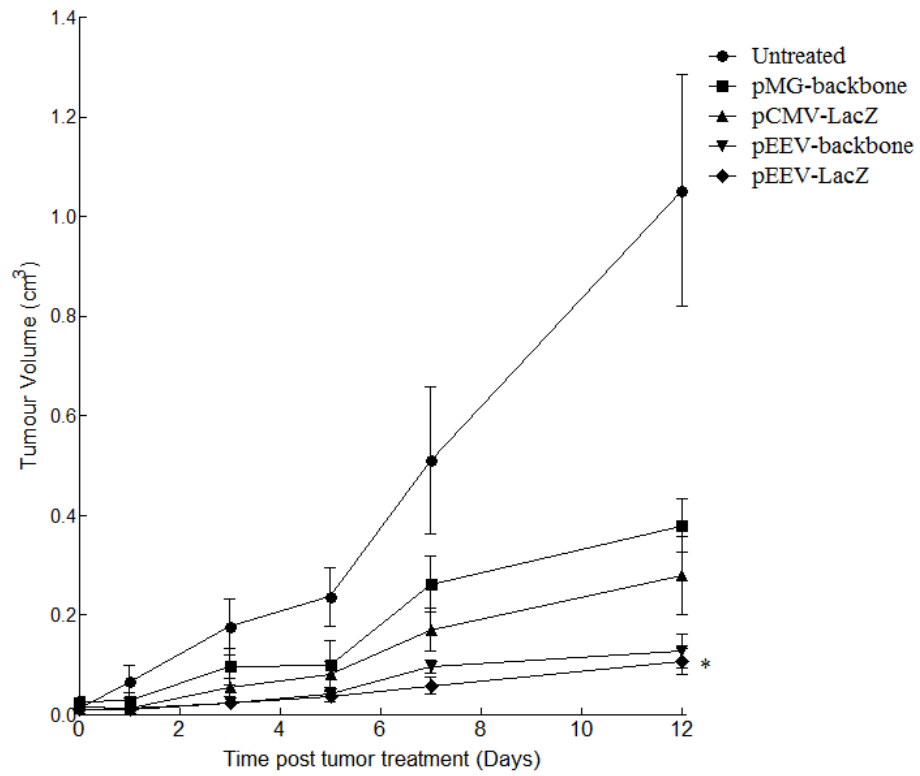 1.4
1.2
1.0
0.8
0.6
0.4
0.2
0.0
Tumour Volume (cm³)
0 2 4 6 8 10 12
Time post tumor treatment (Days)
Untreated
pMG-backbone
pCMV-LacZ
pEEV-backbone
pEEV-LacZ
*